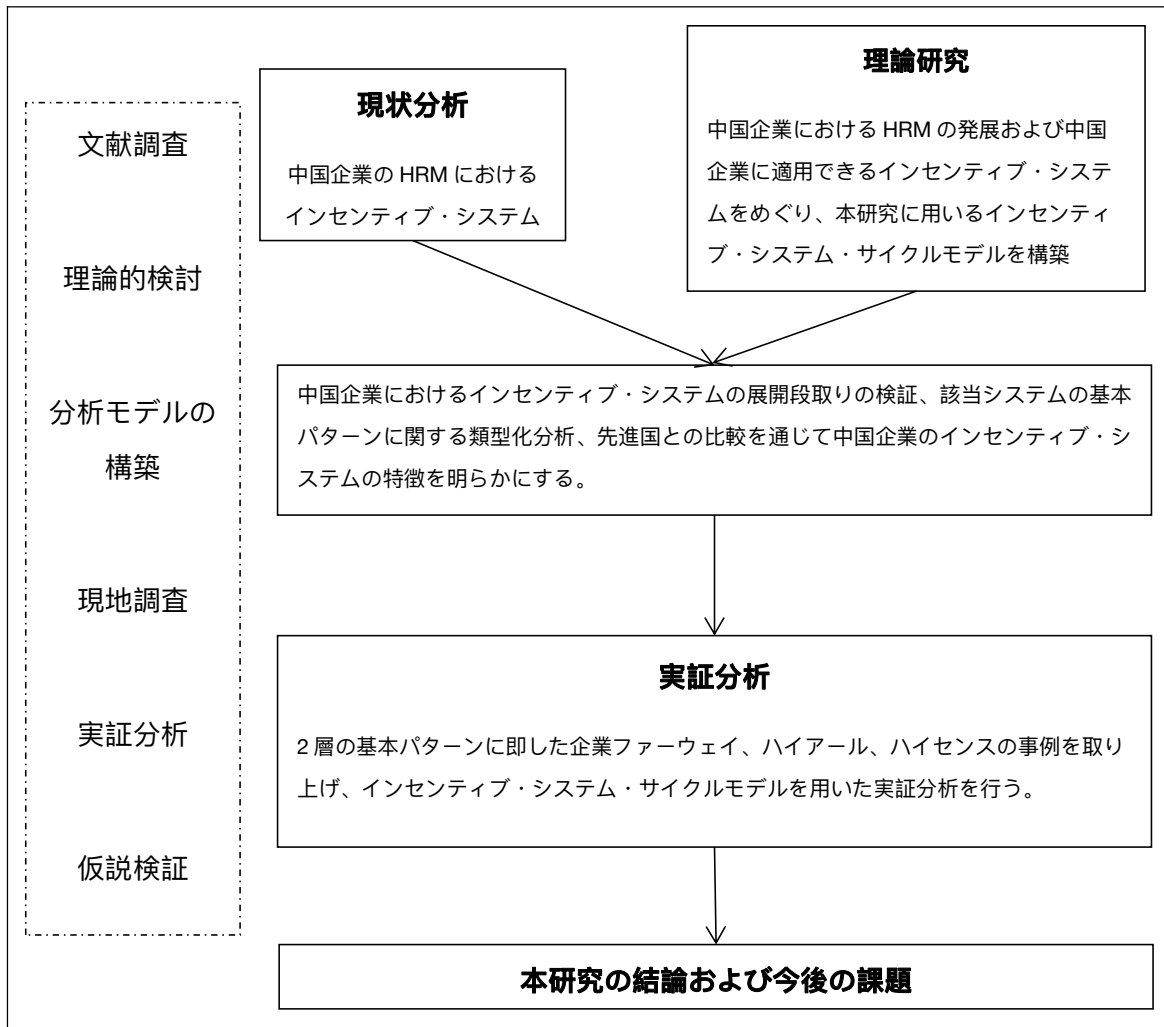 文献調査
理論的検討
分析モデルの
構築
現地調査
実証分析
仮説検証
現状分析
中国企業の HRM における
インセンティブ・システム
理論研究
中国企業における HRM の発展および中国
企業に適用できるインセンティブ・システ
ムをめぐり、本研究に用いるインセンティ
ブ・システム・サイクルモデルを構築
中国企業におけるインセンティブ・システムの展開段取りの検証、該当システムの基本
パターンに関する類型化分析、先進国との比較を通じて中国企業のインセンティブ・シ
ステムの特徴を明らかにする。
実証分析
2 層の基本パターンに即した企業ファーウェイ、ハイアール、ハイセンスの事例を取り
上げ、インセンティブ・システム・サイクルモデルを用いた実証分析を行う。
本研究の結論および今後の課題